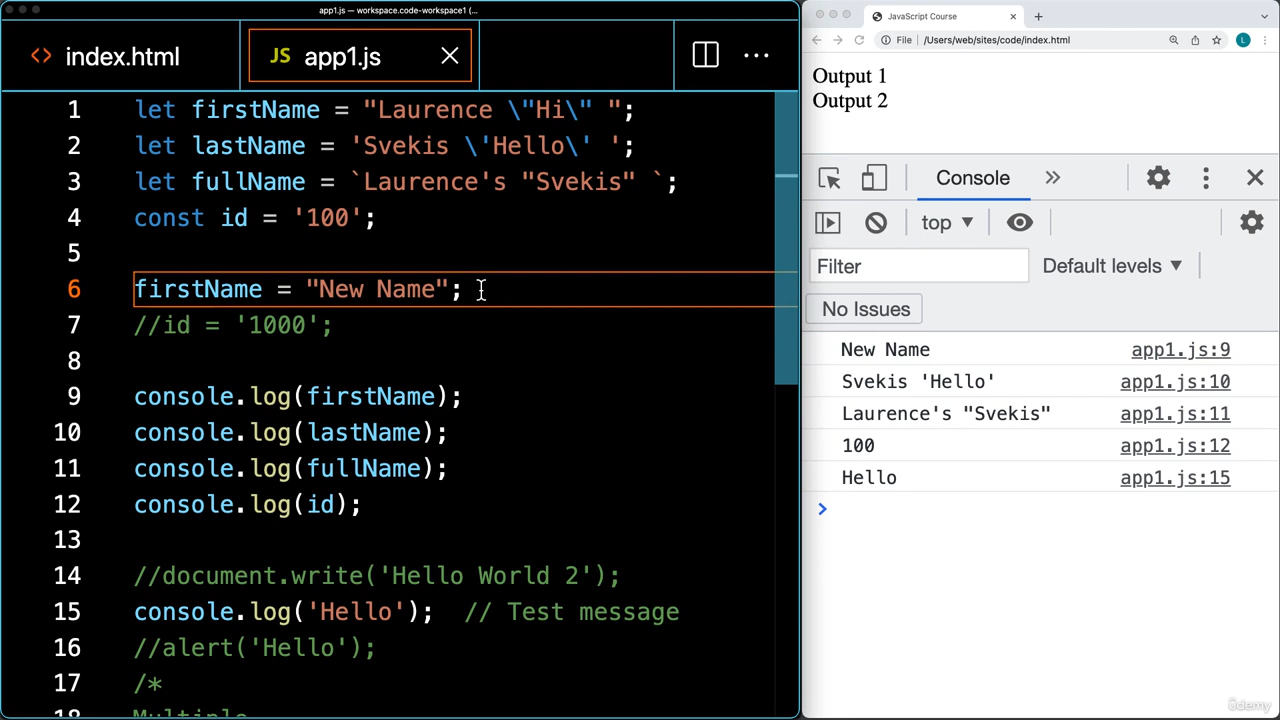 app1.js — workspace.code-workspace1 (...
index.html
JS app1.js
1 let firstName = "Laurence \"Hi\" ";
2 let lastName = 'Svekis \'Hello\' ';
3 let fullName = `Laurence's "Svekis" `;
4 const id = '100';
5
6 firstName = "New Name";
7 //id = '1000';
8
9 console.log(firstName);
10 console.log(lastName);
11 console.log(fullName);
12 console.log(id);
13
14 //document.write('Hello World 2');
15 console.log('Hello');  // Test message
16 //alert('Hello');
17 /*
18 Multiple
JavaScript Course
File /Users/web/sites/code/index.html
L
Output 1
Output 2
Console
top
Filter
Default levels
No Issues
New Name app1.js:9
Svekis 'Hello' app1.js:10
Laurence's "Svekis" app1.js:11
100 app1.js:12
Hello app1.js:15
udemy